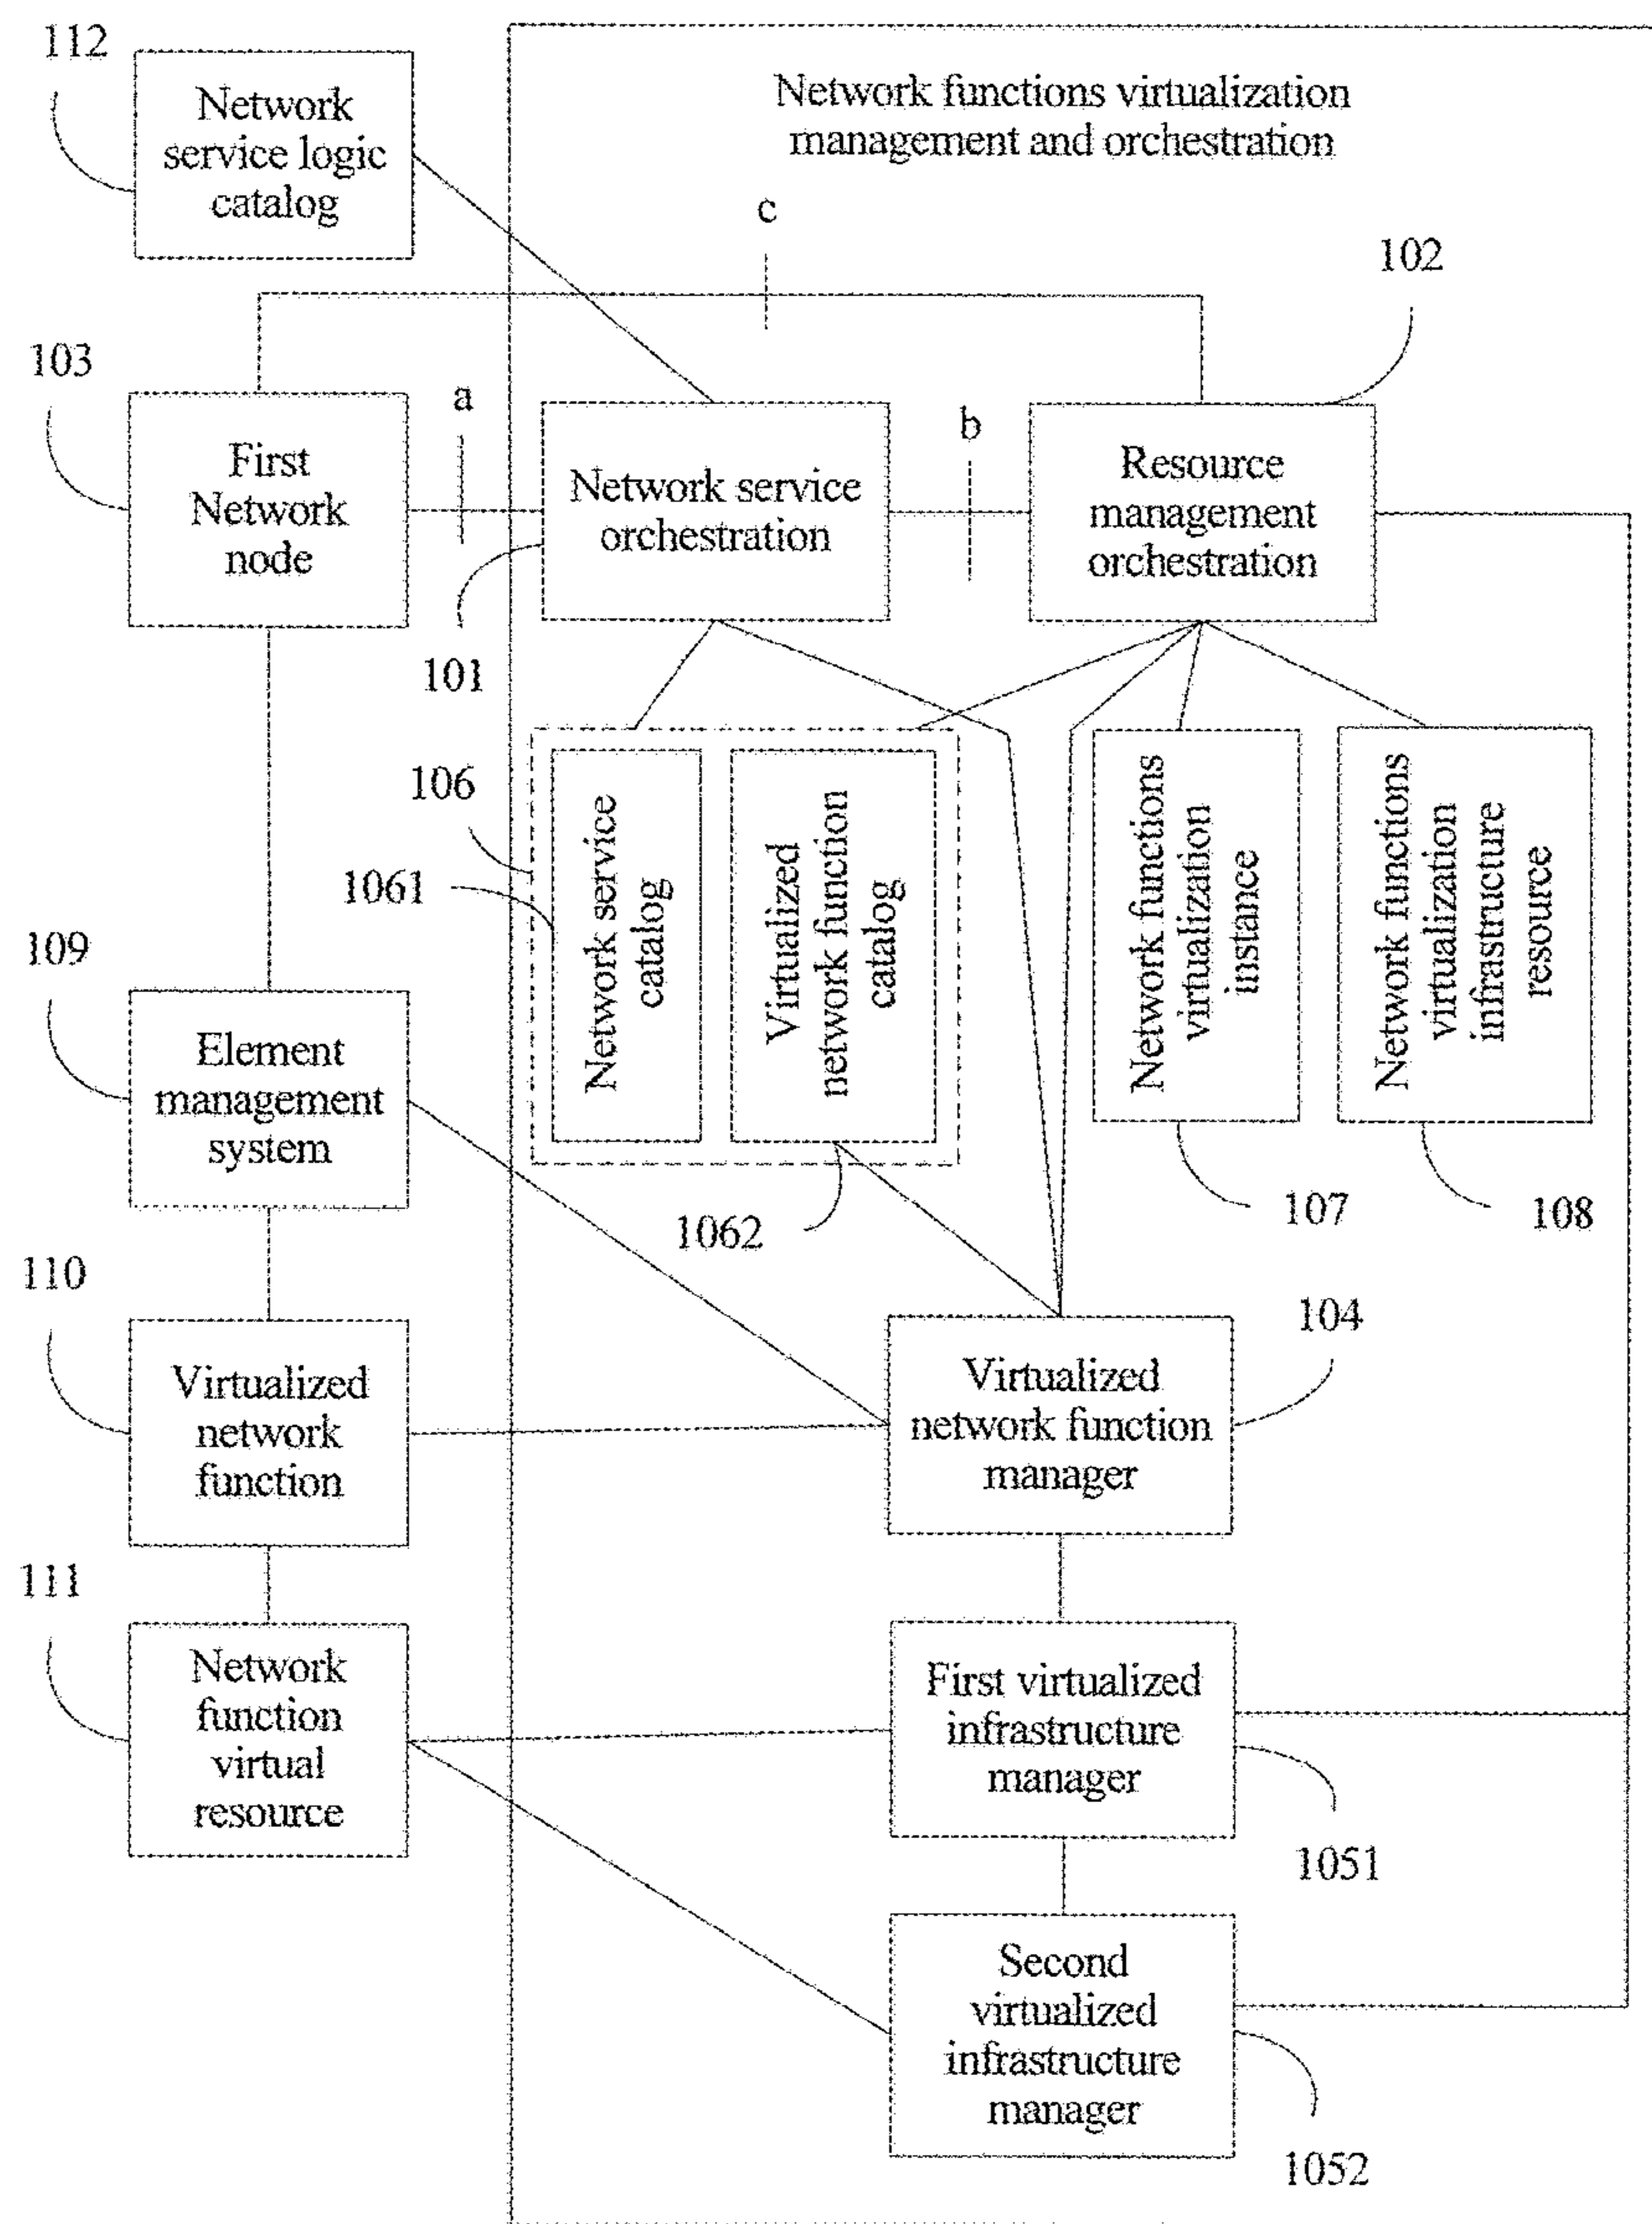 112
Network
service logic
catalog
Network functions virtualization
management and orchestration
c
102
103
a
b
First
Network
node
Network service
orchestration
Resource
management
orchestration
101
106
1061
Network service
catalog
Virtualized
network function
catalog
Network functions
virtualization
instance
Network functions
virtualization
infrastructure
resource
109
Element
management
system
1062
107
108
110
104
Virtualized
network
function
Virtualized
network function
manager
111
Network
function
virtual
resource
First virtualized
infrastructure
manager
1051
Second
virtualized
infrastructure
manager
1052